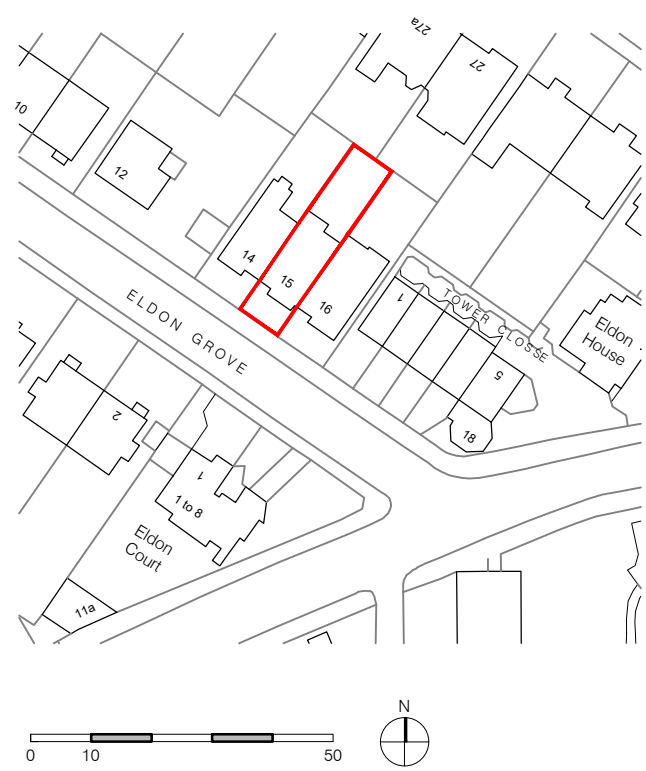 27a
27
10
12
14
15
16
ELDON GROVE
1
TOWER CLOSSE
5
18
Eldon
House
2
1
1 to 8
Eldon
Court
11a
N
0 10 50